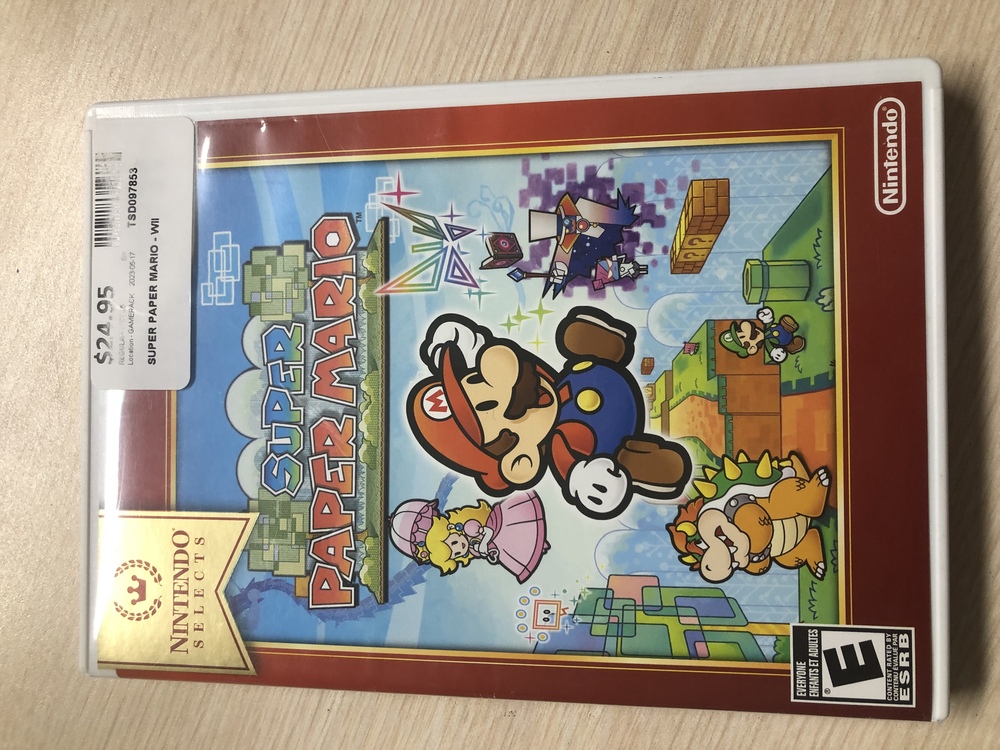 $24.95
Location - GAMERACK 2023-05-17
TSD097853
SUPER PAPER MARIO - WII
NINTENDO®
SELECTS
SUPER
PAPER MARIO™
M
? ?
EVERYONE
ENFANTS ET ADULTES
E®
CONTENT RATED BY
CONTENU ÉVALUÉ PAR
ESRB
Nintendo®